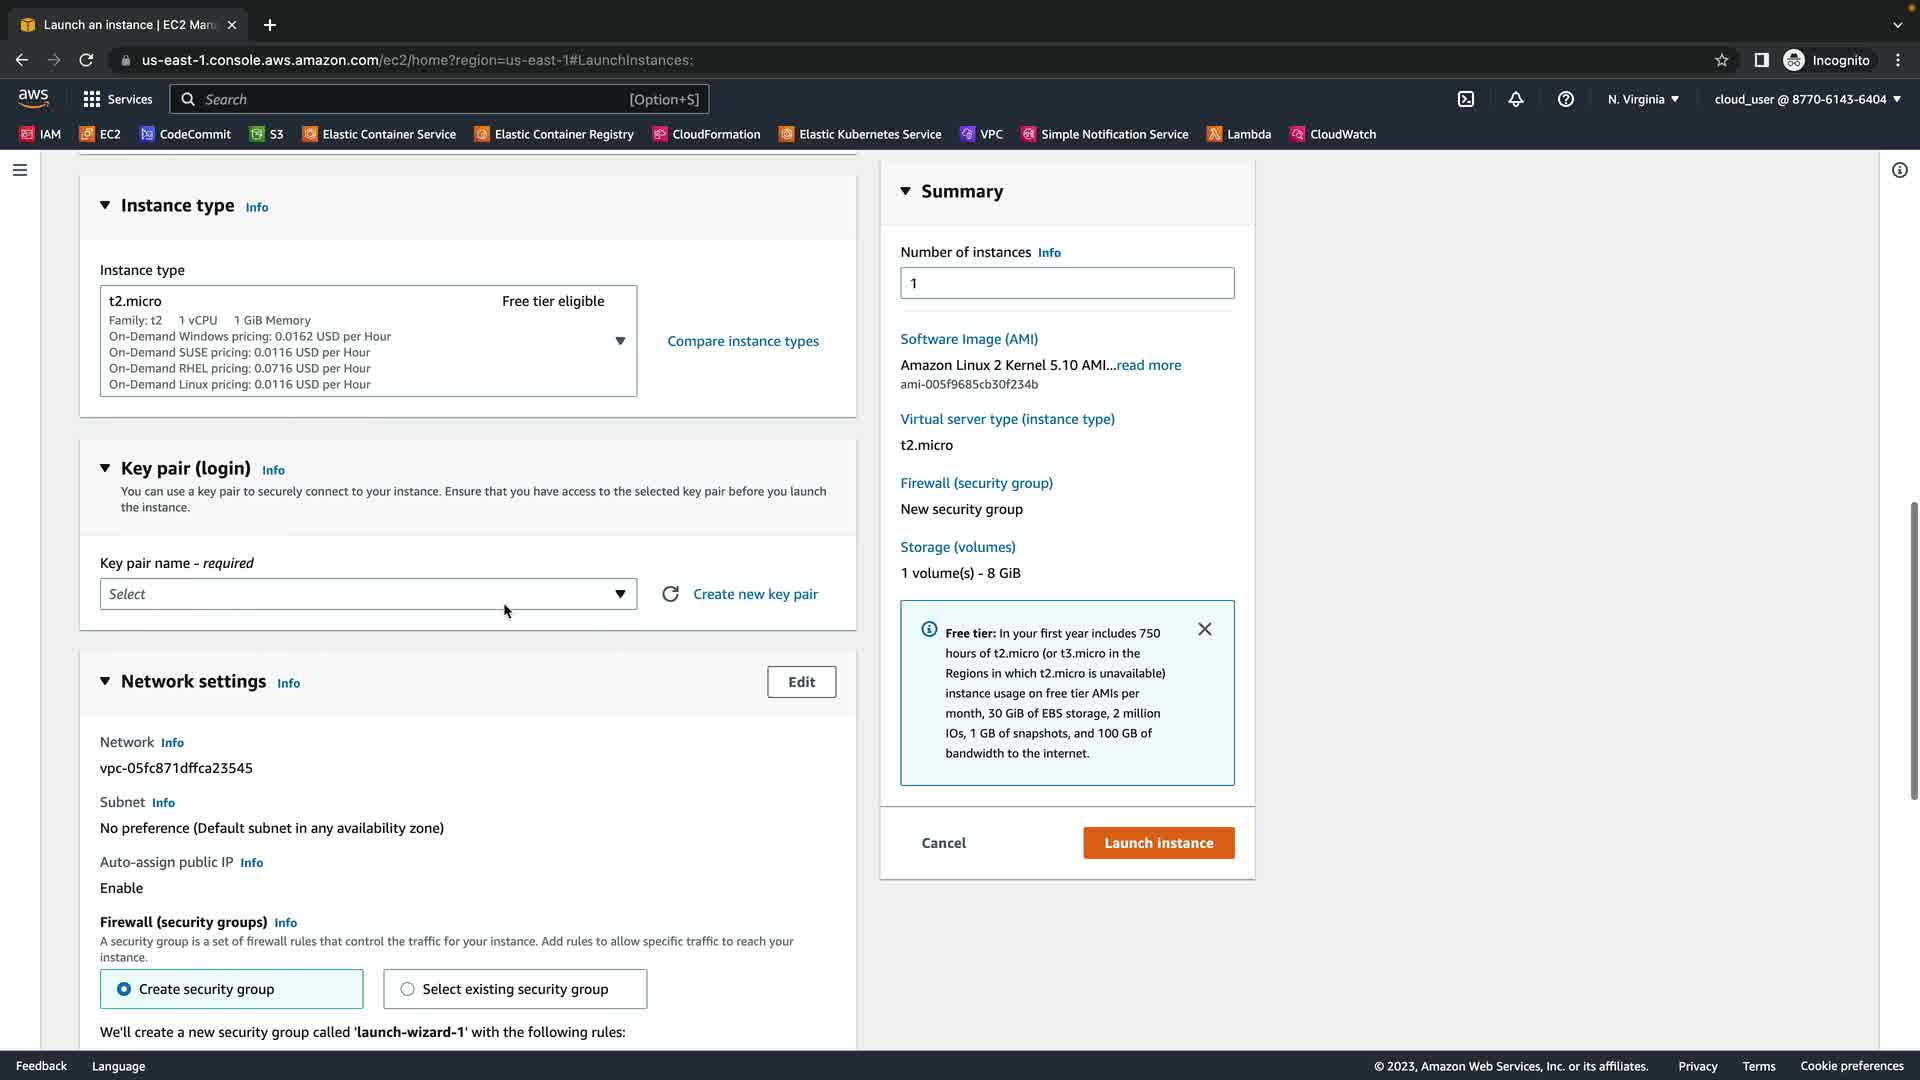 Launch an instance | EC2 Man
us-east-1.console.aws.amazon.com/ec2/home?region=us-east-1#LaunchInstances:
Incognito
aws
Services
Search
[Option+S]
N. Virginia
cloud_user @ 8770-6143-6404
IAM
EC2
CodeCommit
S3
Elastic Container Service
Elastic Container Registry
CloudFormation
Elastic Kubernetes Service
VPC
Simple Notification Service
Lambda
CloudWatch
Instance type Info
Instance type
t2.micro
Free tier eligible
Family: t2 1 vCPU 1 GiB Memory
On-Demand Windows pricing: 0.0162 USD per Hour
On-Demand SUSE pricing: 0.0116 USD per Hour
On-Demand RHEL pricing: 0.0716 USD per Hour
On-Demand Linux pricing: 0.0116 USD per Hour
Compare instance types
Key pair (login) Info
You can use a key pair to securely connect to your instance. Ensure that you have access to the selected key pair before you launch
the instance.
Key pair name - required
Select
Create new key pair
Network settings Info
Edit
Network Info
vpc-05fc871dffca23545
Subnet Info
No preference (Default subnet in any availability zone)
Auto-assign public IP Info
Enable
Firewall (security groups) Info
A security group is a set of firewall rules that control the traffic for your instance. Add rules to allow specific traffic to reach your
instance.
Create security group
Select existing security group
We'll create a new security group called 'launch-wizard-1' with the following rules:
Summary
Number of instances Info
1
Software Image (AMI)
Amazon Linux 2 Kernel 5.10 AMI...read more
ami-005f9685cb30f234b
Virtual server type (instance type)
t2.micro
Firewall (security group)
New security group
Storage (volumes)
1 volume(s) - 8 GiB
Free tier: In your first year includes 750
hours of t2.micro (or t3.micro in the
Regions in which t2.micro is unavailable)
instance usage on free tier AMIs per
month, 30 GiB of EBS storage, 2 million
IOs, 1 GB of snapshots, and 100 GB of
bandwidth to the internet.
Cancel
Launch instance
Feedback
Language
© 2023, Amazon Web Services, Inc. or its affiliates.
Privacy
Terms
Cookie preferences